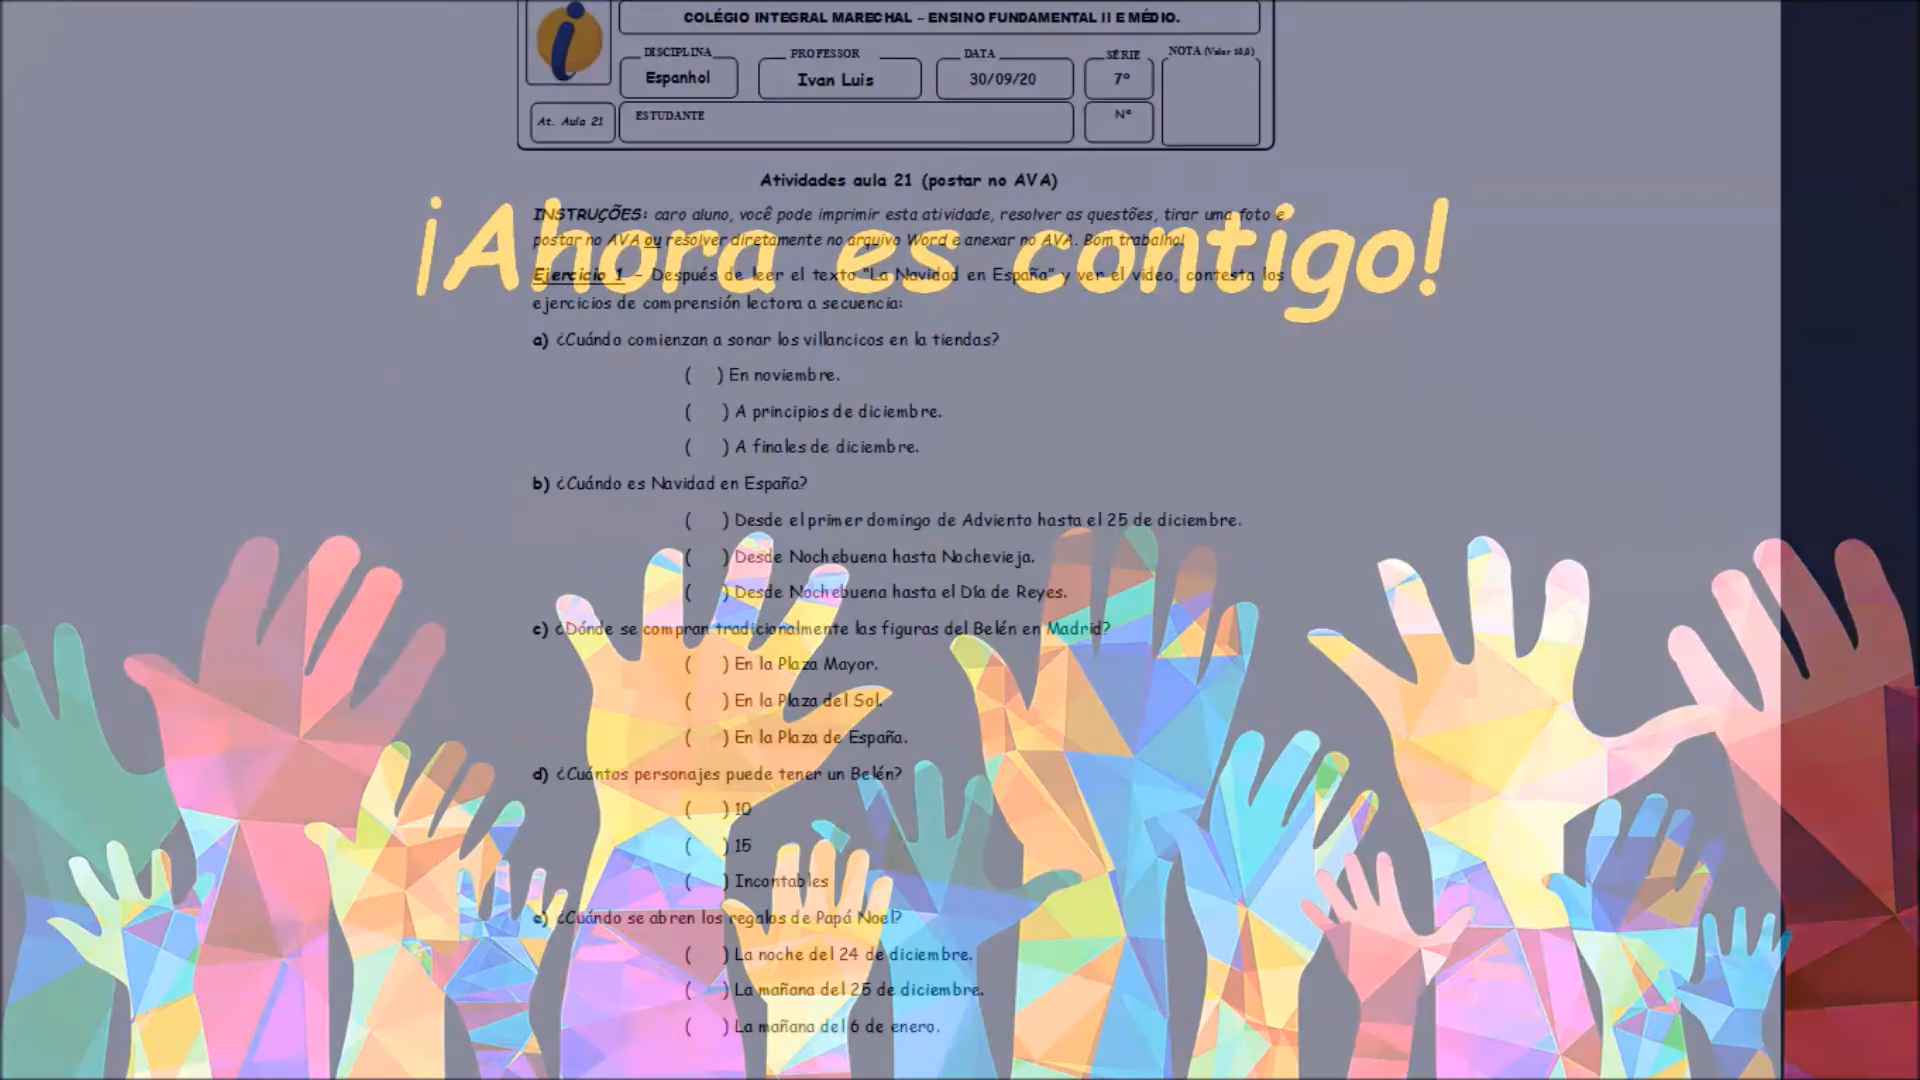 COLÉGIO INTEGRAL MARECHAL – ENSINO FUNDAMENTAL II E MÉDIO.
DISCIPLINA
Espanhol
PROFESSOR
Ivan Luis
DATA
30/09/20
SÉRIE
7º
NOTA (Valor 10,0)
At. Aula 21
ESTUDANTE
Nº
Atividades aula 21 (postar no AVA)
¡Ahora es contigo!
INSTRUÇÕES: caro aluno, você pode imprimir esta atividade, resolver as questões, tirar uma foto e
postar no AVA ou resolver diretamente no arquivo Word e anexar no AVA. Bom trabalho!
Ejercicio 1 – Después de leer el texto "La Navidad en España" y ver el video, contesta los
ejercicios de comprensión lectora a secuencia:
a) ¿Cuándo comienzan a sonar los villancicos en la tiendas?
( ) En noviembre.
( ) A principios de diciembre.
( ) A finales de diciembre.
b) ¿Cuándo es Navidad en España?
( ) Desde el primer domingo de Adviento hasta el 25 de diciembre.
( ) Desde Nochebuena hasta Nochevieja.
( ) Desde Nochebuena hasta el Día de Reyes.
c) ¿Dónde se compran tradicionalmente las figuras del Belén en Madrid?
( ) En la Plaza Mayor.
( ) En la Plaza del Sol.
( ) En la Plaza de España.
d) ¿Cuántos personajes puede tener un Belén?
( ) 10
( ) 15
( ) Incontables
e) ¿Cuándo se abren los regalos de Papá Noel?
( ) La noche del 24 de diciembre.
( ) La mañana del 25 de diciembre.
( ) La mañana del 6 de enero.